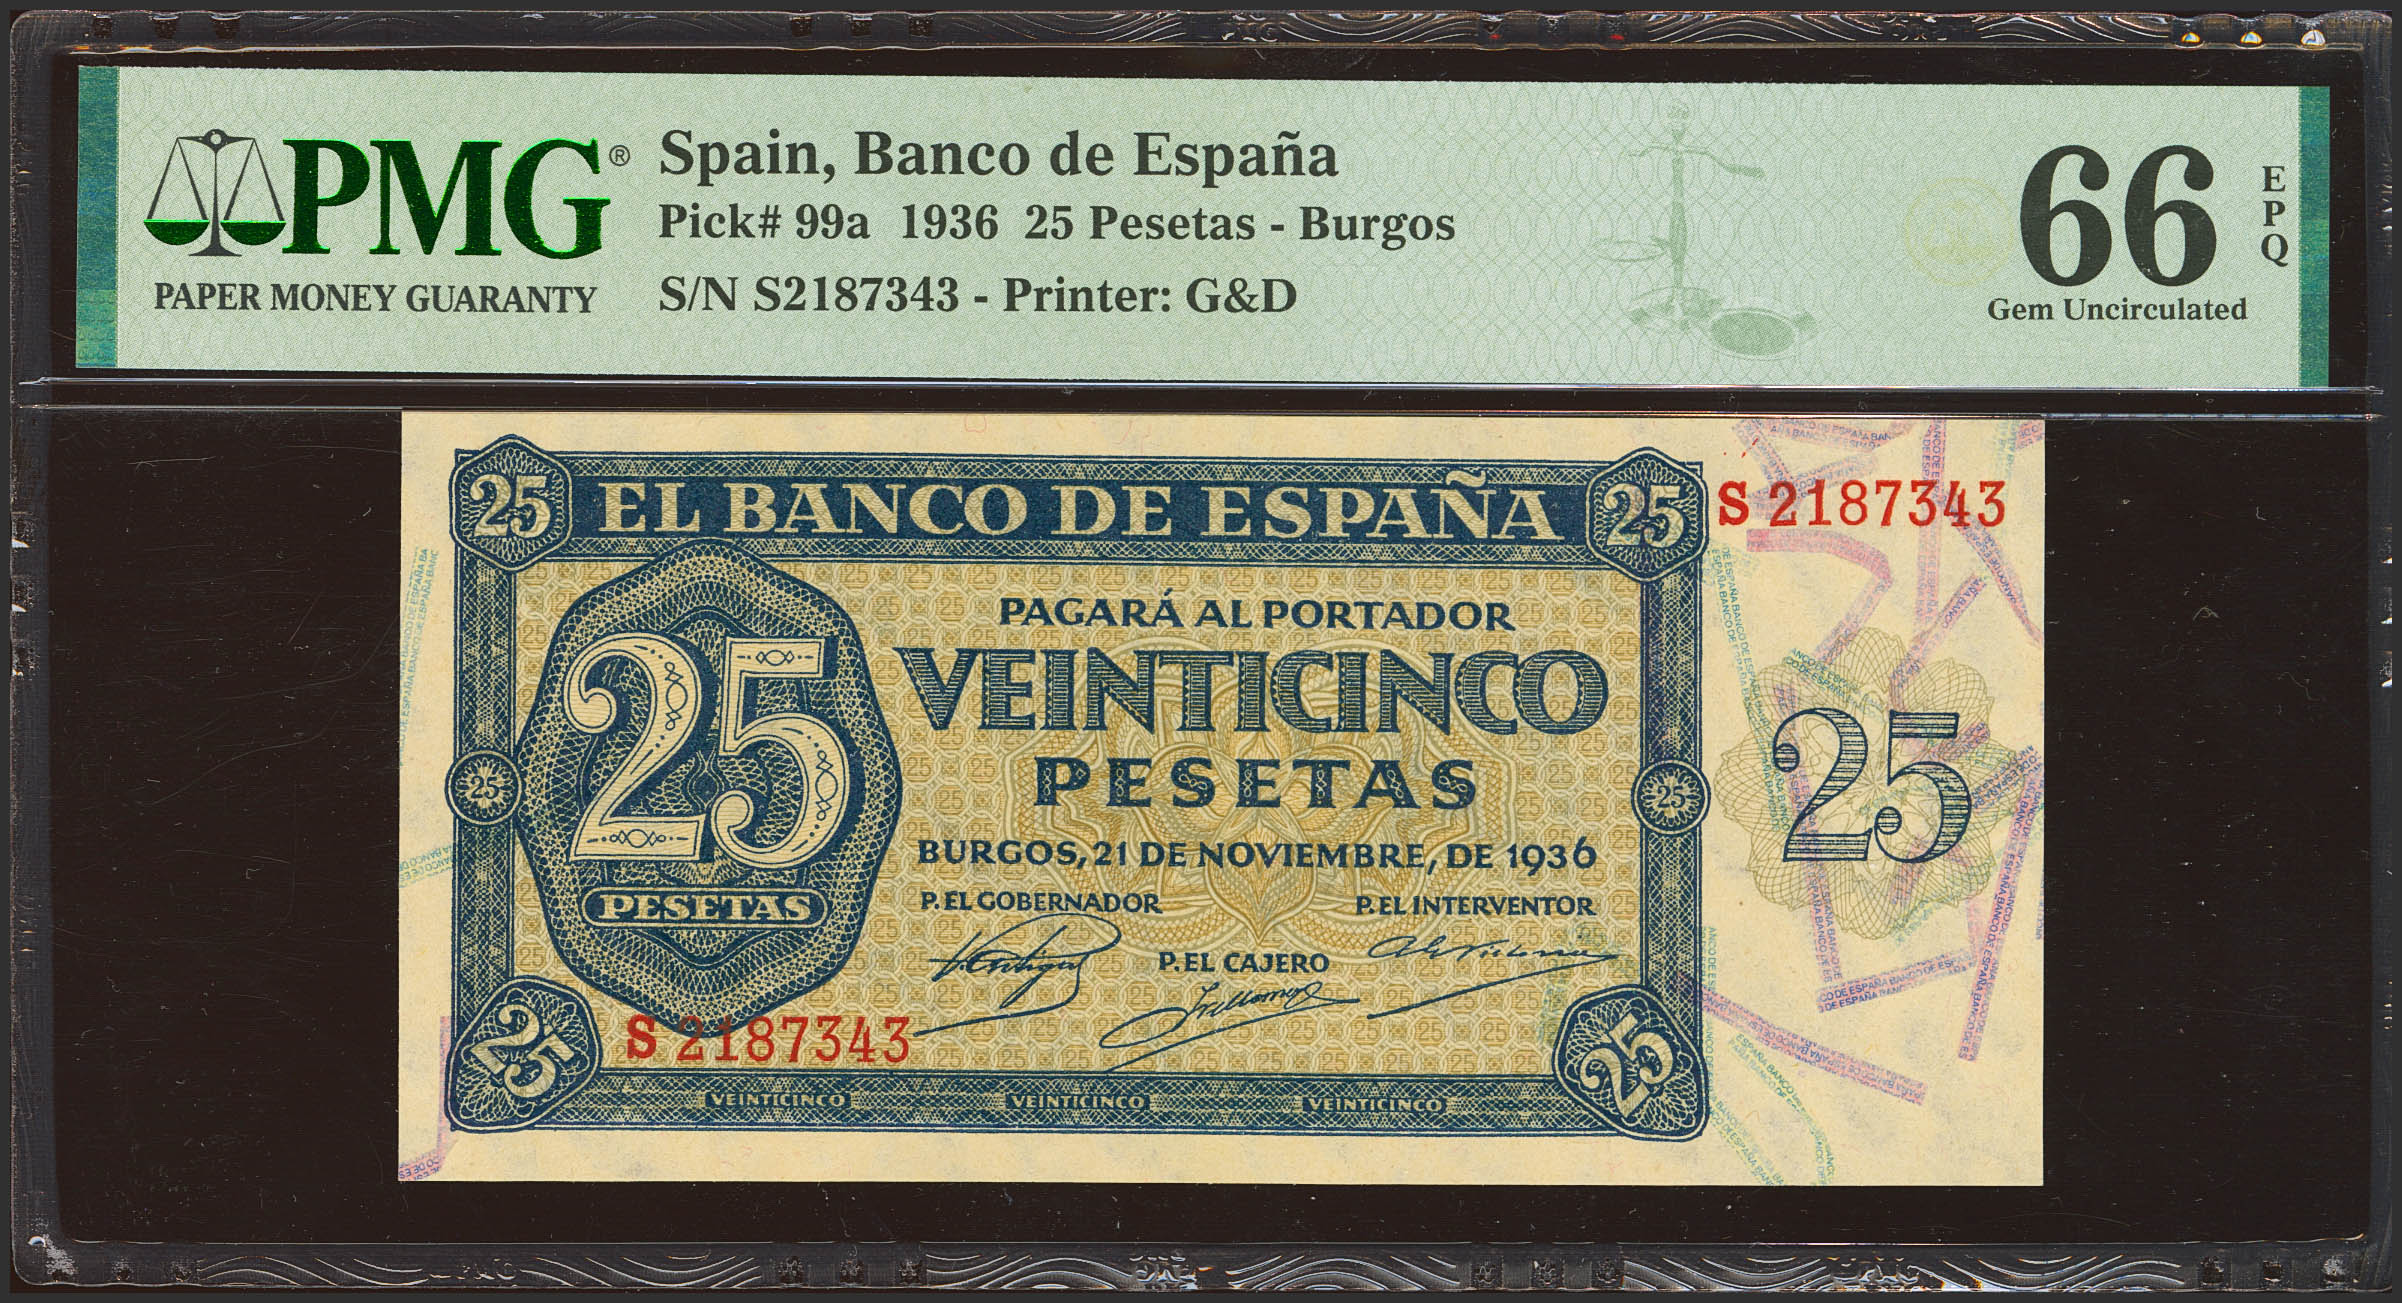 PMG®
PAPER MONEY GUARANTY
Spain, Banco de España
Pick# 99a 1936 25 Pesetas - Burgos
S/N S2187343 - Printer: G&D
66
EPQ
Gem Uncirculated
25
EL BANCO DE ESPAÑA
25
S 2187343
PAGARÁ AL PORTADOR
25
VEINTICINCO
PESETAS
25
25
25
BURGOS, 21 DE NOVIEMBRE, DE 1936
PESETAS
P. EL GOBERNADOR
P. EL INTERVENTOR
P. EL CAJERO
S 2187343
25
25
VEINTICINCO
VEINTICINCO
VEINTICINCO